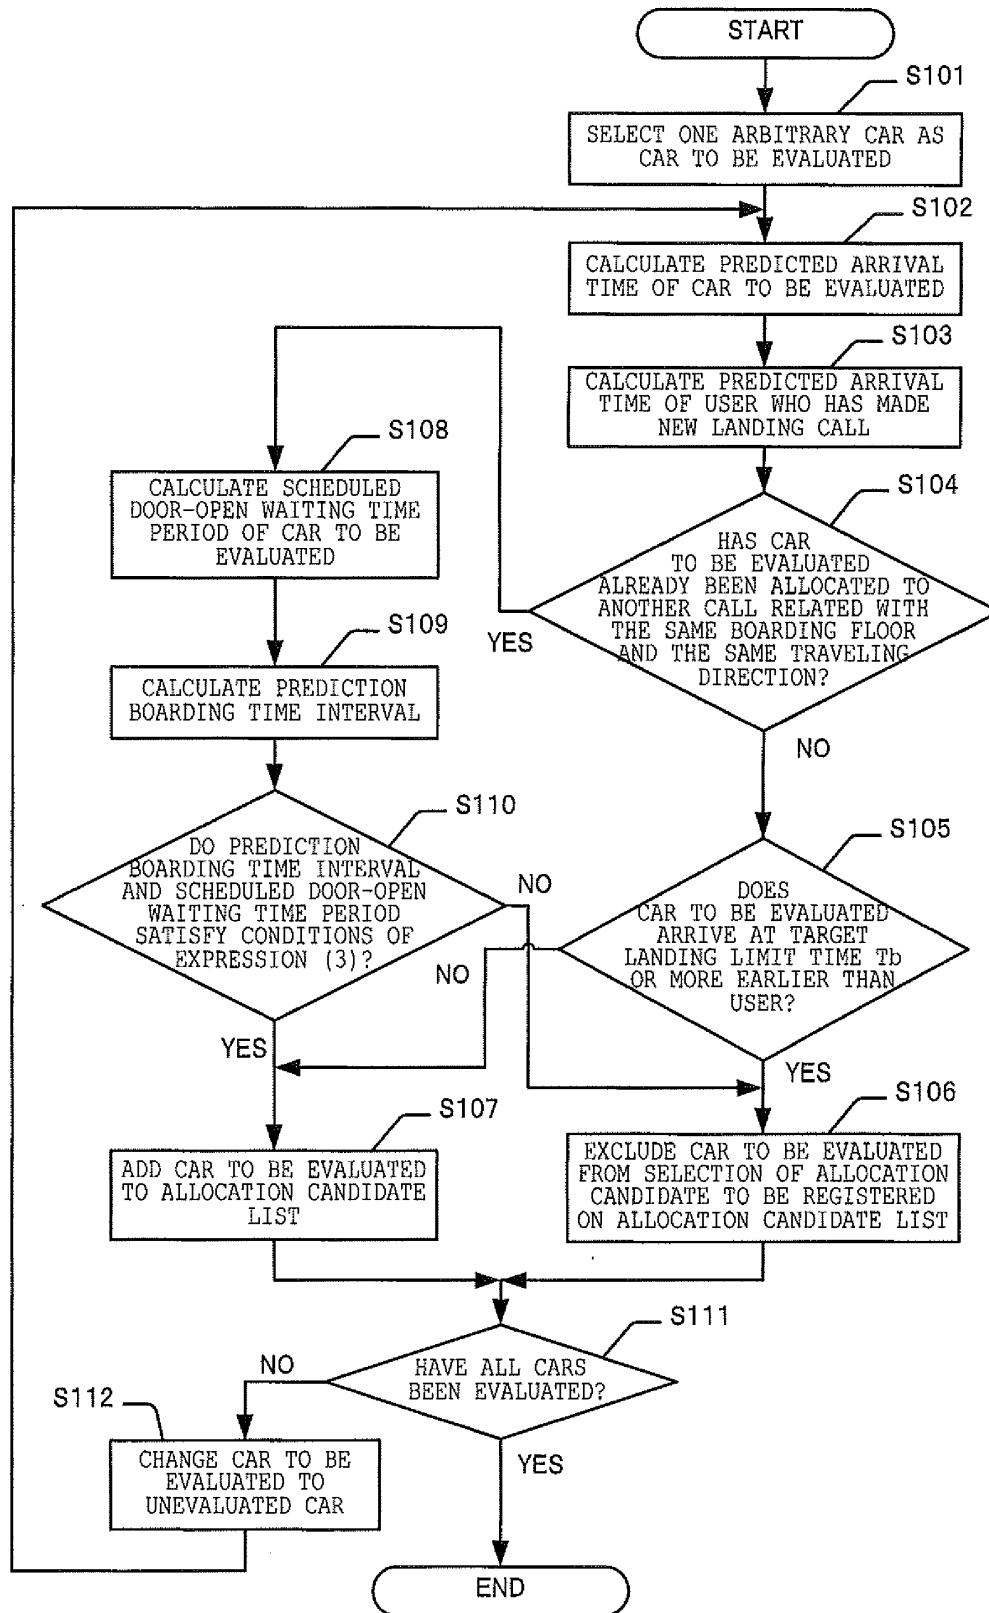 START
S101
SELECT ONE ARBITRARY CAR AS
CAR TO BE EVALUATED
S102
CALCULATE PREDICTED ARRIVAL
TIME OF CAR TO BE EVALUATED
S103
CALCULATE PREDICTED ARRIVAL
TIME OF USER WHO HAS MADE
NEW LANDING CALL
S104
HAS CAR
TO BE EVALUATED
ALREADY BEEN ALLOCATED TO
ANOTHER CALL RELATED WITH
THE SAME BOARDING FLOOR
AND THE SAME TRAVELING
DIRECTION?
YES
NO
S108
CALCULATE SCHEDULED
DOOR-OPEN WAITING TIME
PERIOD OF CAR TO BE
EVALUATED
S109
CALCULATE PREDICTION
BOARDING TIME INTERVAL
S110
DO PREDICTION
BOARDING TIME INTERVAL
AND SCHEDULED DOOR-OPEN
WAITING TIME PERIOD
SATISFY CONDITIONS OF
EXPRESSION (3)?
NO
YES
S105
DOES
CAR TO BE EVALUATED
ARRIVE AT TARGET
LANDING LIMIT TIME Tb
OR MORE EARLIER THAN
USER?
NO
YES
S107
ADD CAR TO BE EVALUATED
TO ALLOCATION CANDIDATE
LIST
S106
EXCLUDE CAR TO BE EVALUATED
FROM SELECTION OF ALLOCATION
CANDIDATE TO BE REGISTERED
ON ALLOCATION CANDIDATE LIST
S111
HAVE ALL CARS
BEEN EVALUATED?
NO
YES
S112
CHANGE CAR TO BE
EVALUATED TO
UNEVALUATED CAR
END